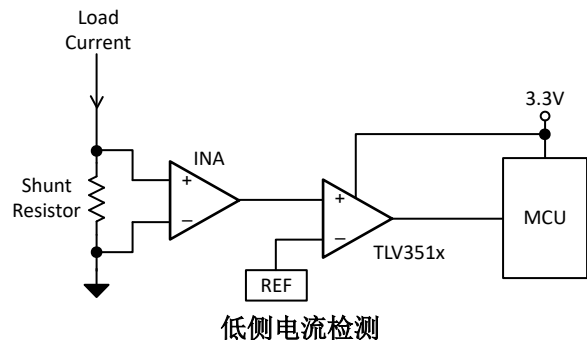 Load
Current
3.3V
INA
Shunt
Resistor
+
−
+
−
MCU
TLV351x
REF
低侧电流检测